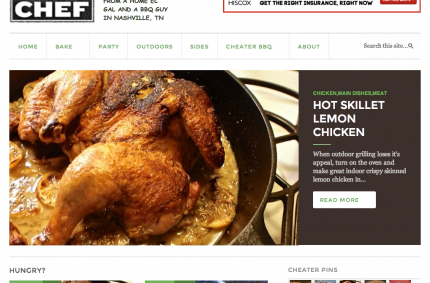 CHEF
FROM A HOME EC
GAL AND A BBQ GUY
IN NASHVILLE, TN
HISCOX
GET THE RIGHT INSURANCE, RIGHT NOW
HOME BAKE PARTY OUTDOORS SIDES CHEATER BBQ ABOUT Search this site...
CHICKEN,MAIN DISHES,MEAT
HOT SKILLET
LEMON
CHICKEN
When outdoor grilling loses it's
appeal, turn on the oven and
make great indoor crispy skinned
lemon chicken in...
READ MORE
HUNGRY?
CHEATER PINS